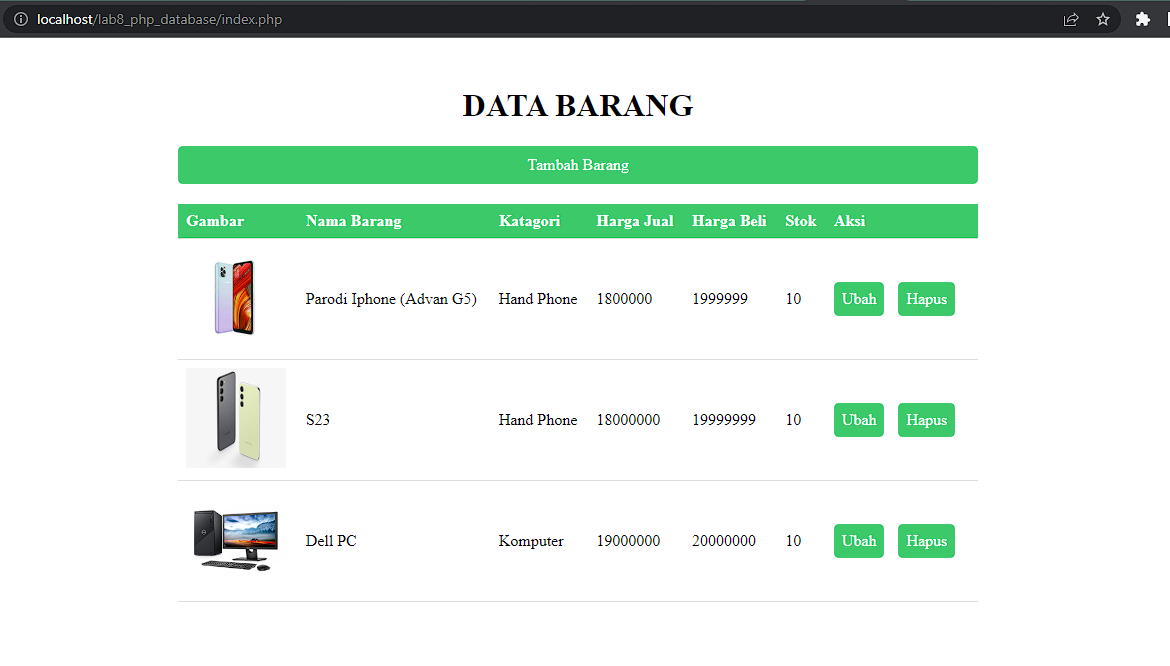 localhost/lab8_php_database/index.php
DATA BARANG
Tambah Barang
Gambar Nama Barang Katagori Harga Jual Harga Beli Stok Aksi
Parodi Iphone (Advan G5) Hand Phone 1800000 1999999 10 Ubah Hapus
S23 Hand Phone 18000000 19999999 10 Ubah Hapus
Dell PC Komputer 19000000 20000000 10 Ubah Hapus